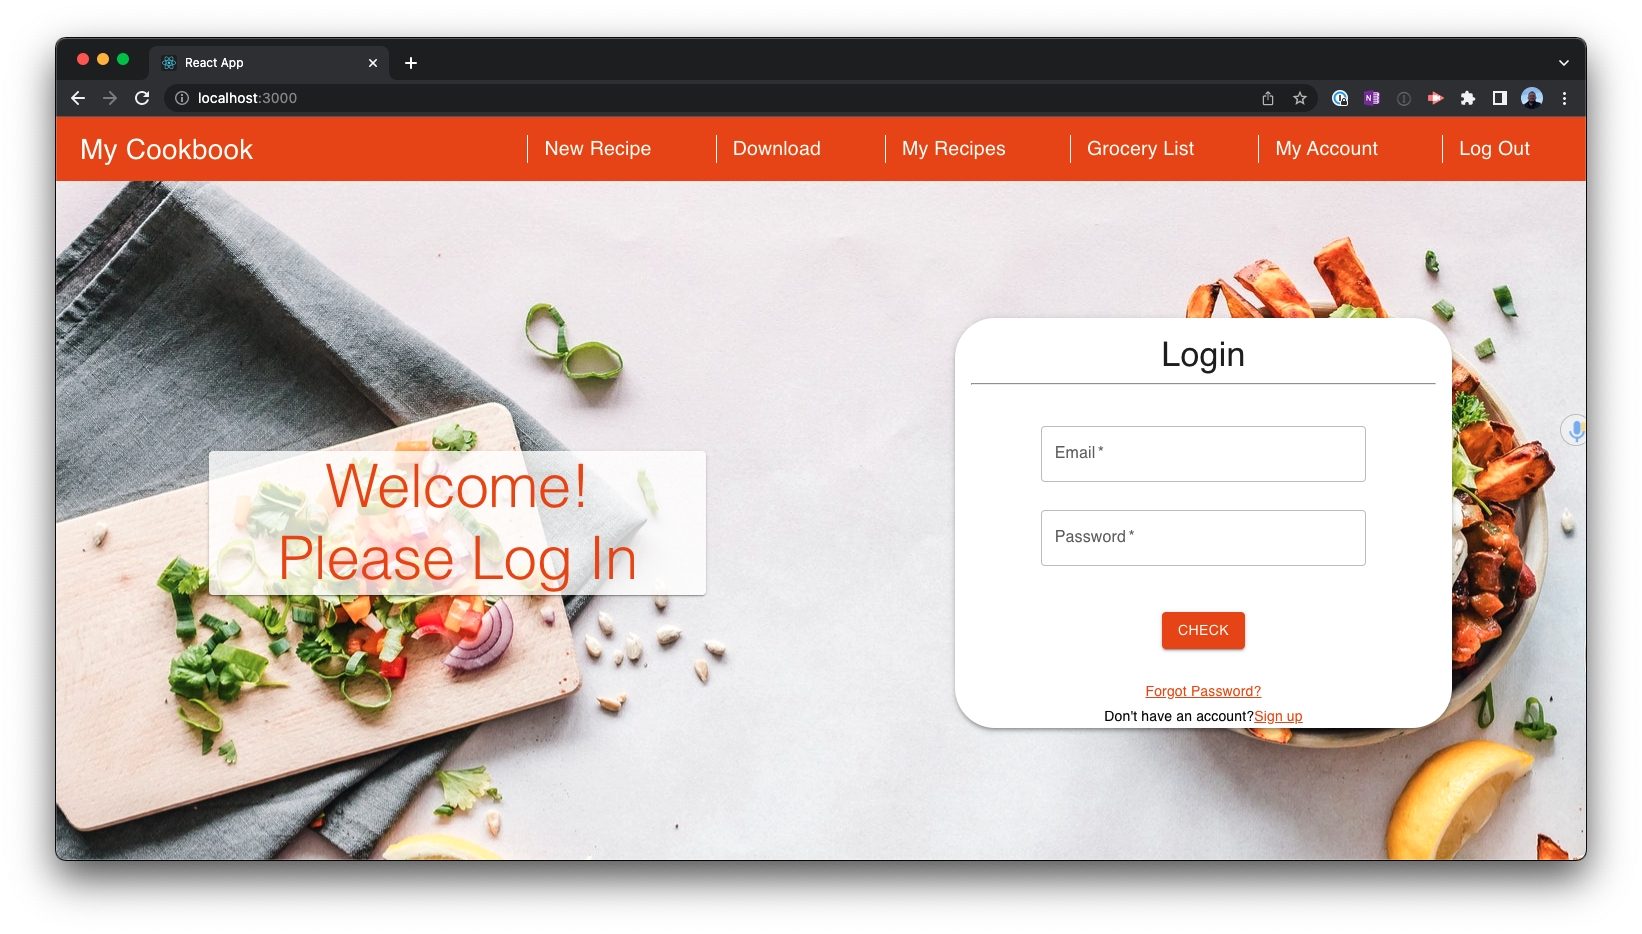 React App
localhost:3000
My Cookbook
New Recipe
Download
My Recipes
Grocery List
My Account
Log Out
Welcome!
Please Log In
Login
Email *
Password *
CHECK
Forgot Password?
Don't have an account?Sign up